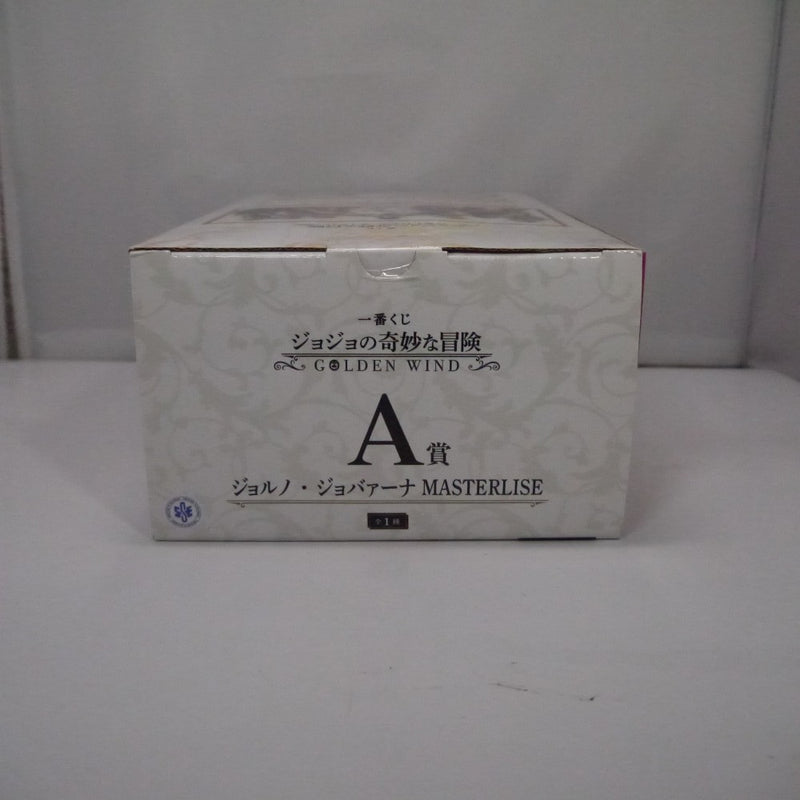 一番くじ
ジョジョの奇妙な冒険
GOLDEN WIND
A賞
ジョルノ・ジョバァーナ MASTERLISE
全1種